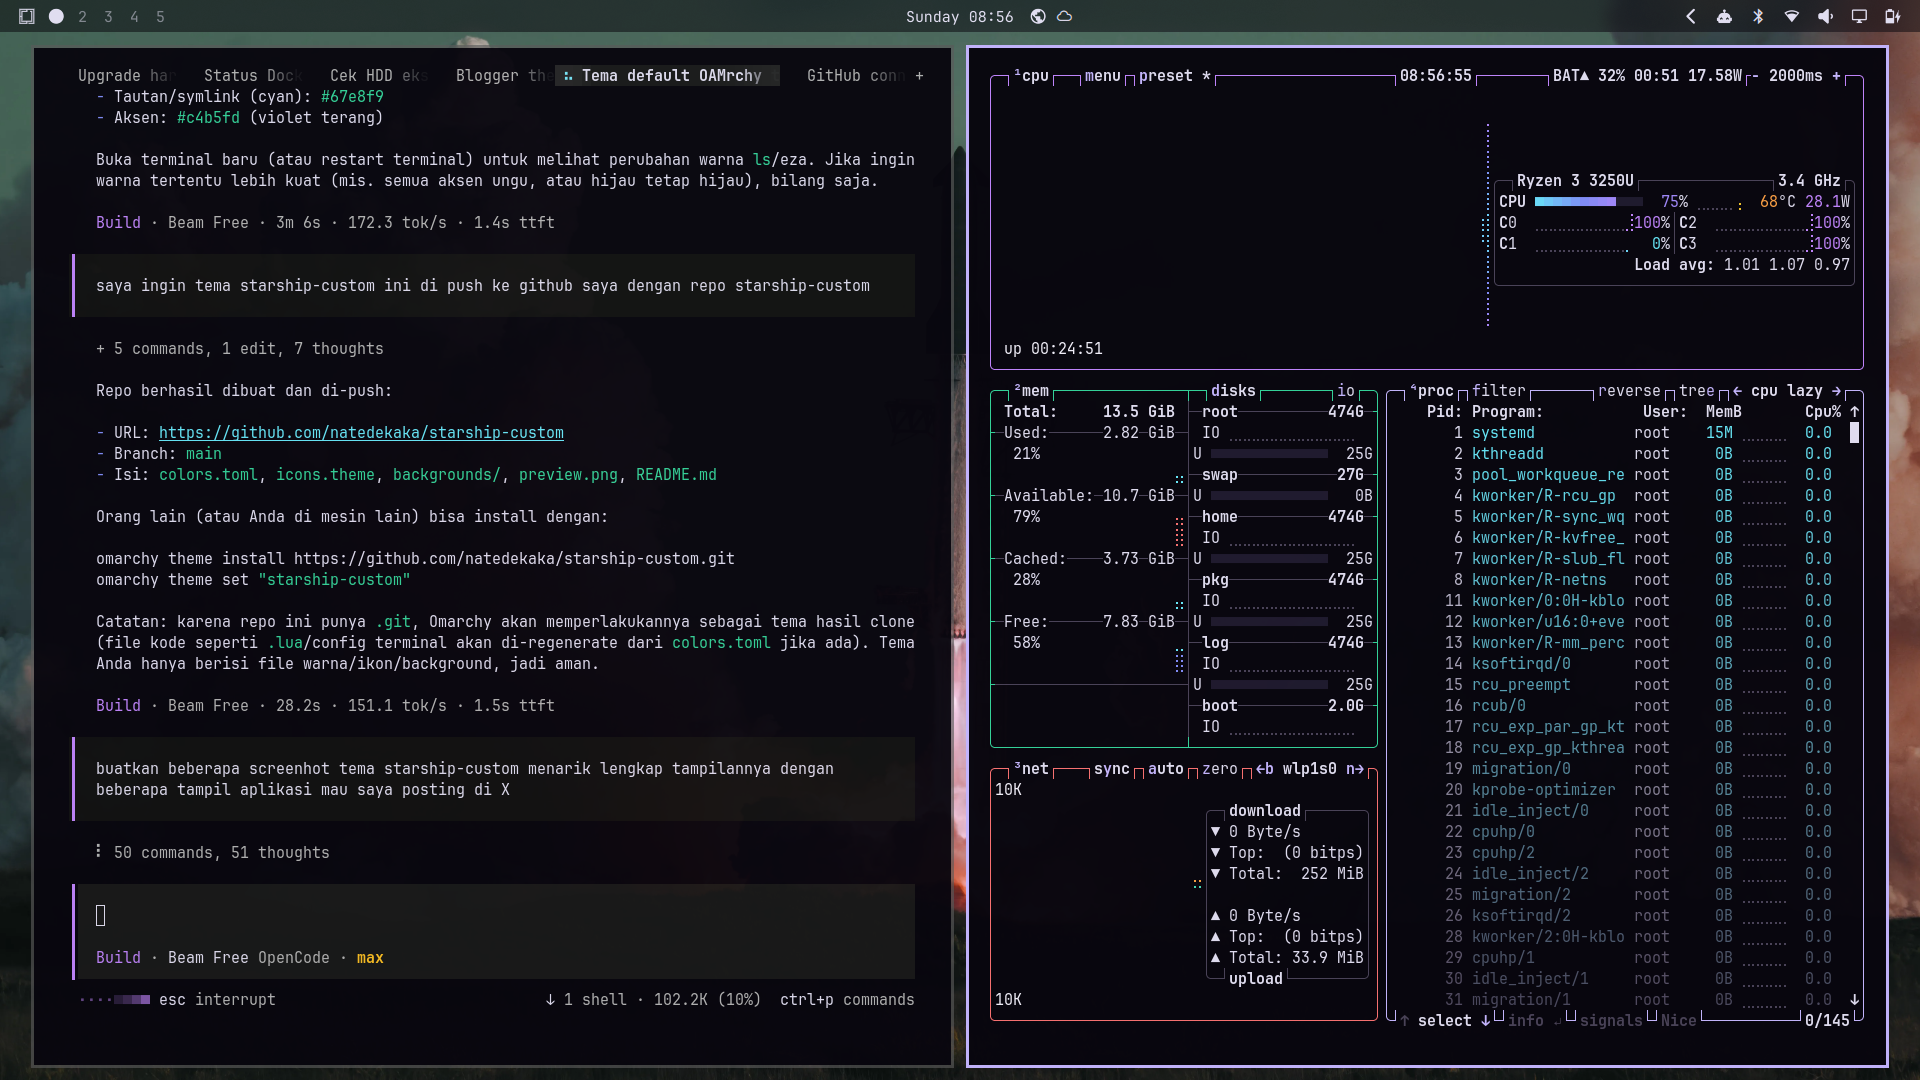 2 3 4 5
Sunday 08:56
Upgrade har Status Dock Cek HDD eks Blogger the Tema default OAMrchy GitHub conn +
- Tautan/symlink (cyan): #67e8f9
- Aksen: #c4b5fd (violet terang)
Buka terminal baru (atau restart terminal) untuk melihat perubahan warna ls/eza. Jika ingin
warna tertentu lebih kuat (mis. semua aksen ungu, atau hijau tetap hijau), bilang saja.
Build · Beam Free · 3m 6s · 172.3 tok/s · 1.4s ttft
saya ingin tema starship-custom ini di push ke github saya dengan repo starship-custom
+ 5 commands, 1 edit, 7 thoughts
Repo berhasil dibuat dan di-push:
- URL: https://github.com/natedekaka/starship-custom
- Branch: main
- Isi: colors.toml, icons.theme, backgrounds/, preview.png, README.md
Orang lain (atau Anda di mesin lain) bisa install dengan:
omarchy theme install https://github.com/natedekaka/starship-custom.git
omarchy theme set "starship-custom"
Catatan: karena repo ini punya .git, Omarchy akan memperlakukannya sebagai tema hasil clone
(file kode seperti .lua/config terminal akan di-regenerate dari colors.toml jika ada). Tema
Anda hanya berisi file warna/ikon/background, jadi aman.
Build · Beam Free · 28.2s · 151.1 tok/s · 1.5s ttft
buatkan beberapa screenhot tema starship-custom menarik lengkap tampilannya dengan
beberapa tampil aplikasi mau saya posting di X
50 commands, 51 thoughts
Build · Beam Free OpenCode · max
esc interrupt ↓ 1 shell · 102.2K (10%) ctrl+p commands
¹cpu menu preset * 08:56:55 BAT▲ 32% 00:51 17.58W - 2000ms +
Ryzen 3 3250U 3.4 GHz
CPU 75% 68°C 28.1W
C0 100% C2 100%
C1 0% C3 100%
Load avg: 1.01 1.07 0.97
up 00:24:51
²mem disks io
Total: 13.5 GiB root 474G
Used: 2.82 GiB IO
21% U 25G
swap 27G
Available: 10.7 GiB U 0B
79% home 474G
IO
Cached: 3.73 GiB U 25G
28% pkg 474G
IO
Free: 7.83 GiB U 25G
58% log 474G
IO
U 25G
boot 2.0G
IO
³net sync auto zero ←b wlp1s0 n→
10K
download
▼ 0 Byte/s
▼ Top: (0 bitps)
▼ Total: 252 MiB
▲ 0 Byte/s
▲ Top: (0 bitps)
▲ Total: 33.9 MiB
upload
10K
⁴proc filter reverse tree ← cpu lazy →
Pid: Program: User: MemB Cpu% ↑
1 systemd root 15M 0.0
2 kthreadd root 0B 0.0
3 pool_workqueue_re root 0B 0.0
4 kworker/R-rcu_gp root 0B 0.0
5 kworker/R-sync_wq root 0B 0.0
6 kworker/R-kvfree_ root 0B 0.0
7 kworker/R-slub_fl root 0B 0.0
8 kworker/R-netns root 0B 0.0
11 kworker/0:0H-kblo root 0B 0.0
12 kworker/u16:0+eve root 0B 0.0
13 kworker/R-mm_perc root 0B 0.0
14 ksoftirqd/0 root 0B 0.0
15 rcu_preempt root 0B 0.0
16 rcub/0 root 0B 0.0
17 rcu_exp_par_gp_kt root 0B 0.0
18 rcu_exp_gp_kthrea root 0B 0.0
19 migration/0 root 0B 0.0
20 kprobe-optimizer root 0B 0.0
21 idle_inject/0 root 0B 0.0
22 cpuhp/0 root 0B 0.0
23 cpuhp/2 root 0B 0.0
24 idle_inject/2 root 0B 0.0
25 migration/2 root 0B 0.0
26 ksoftirqd/2 root 0B 0.0
28 kworker/2:0H-kblo root 0B 0.0
29 cpuhp/1 root 0B 0.0
30 idle_inject/1 root 0B 0.0
31 migration/1 root 0B 0.0 ↓
↑ select ↓ info ↵ signals Nice 0/145